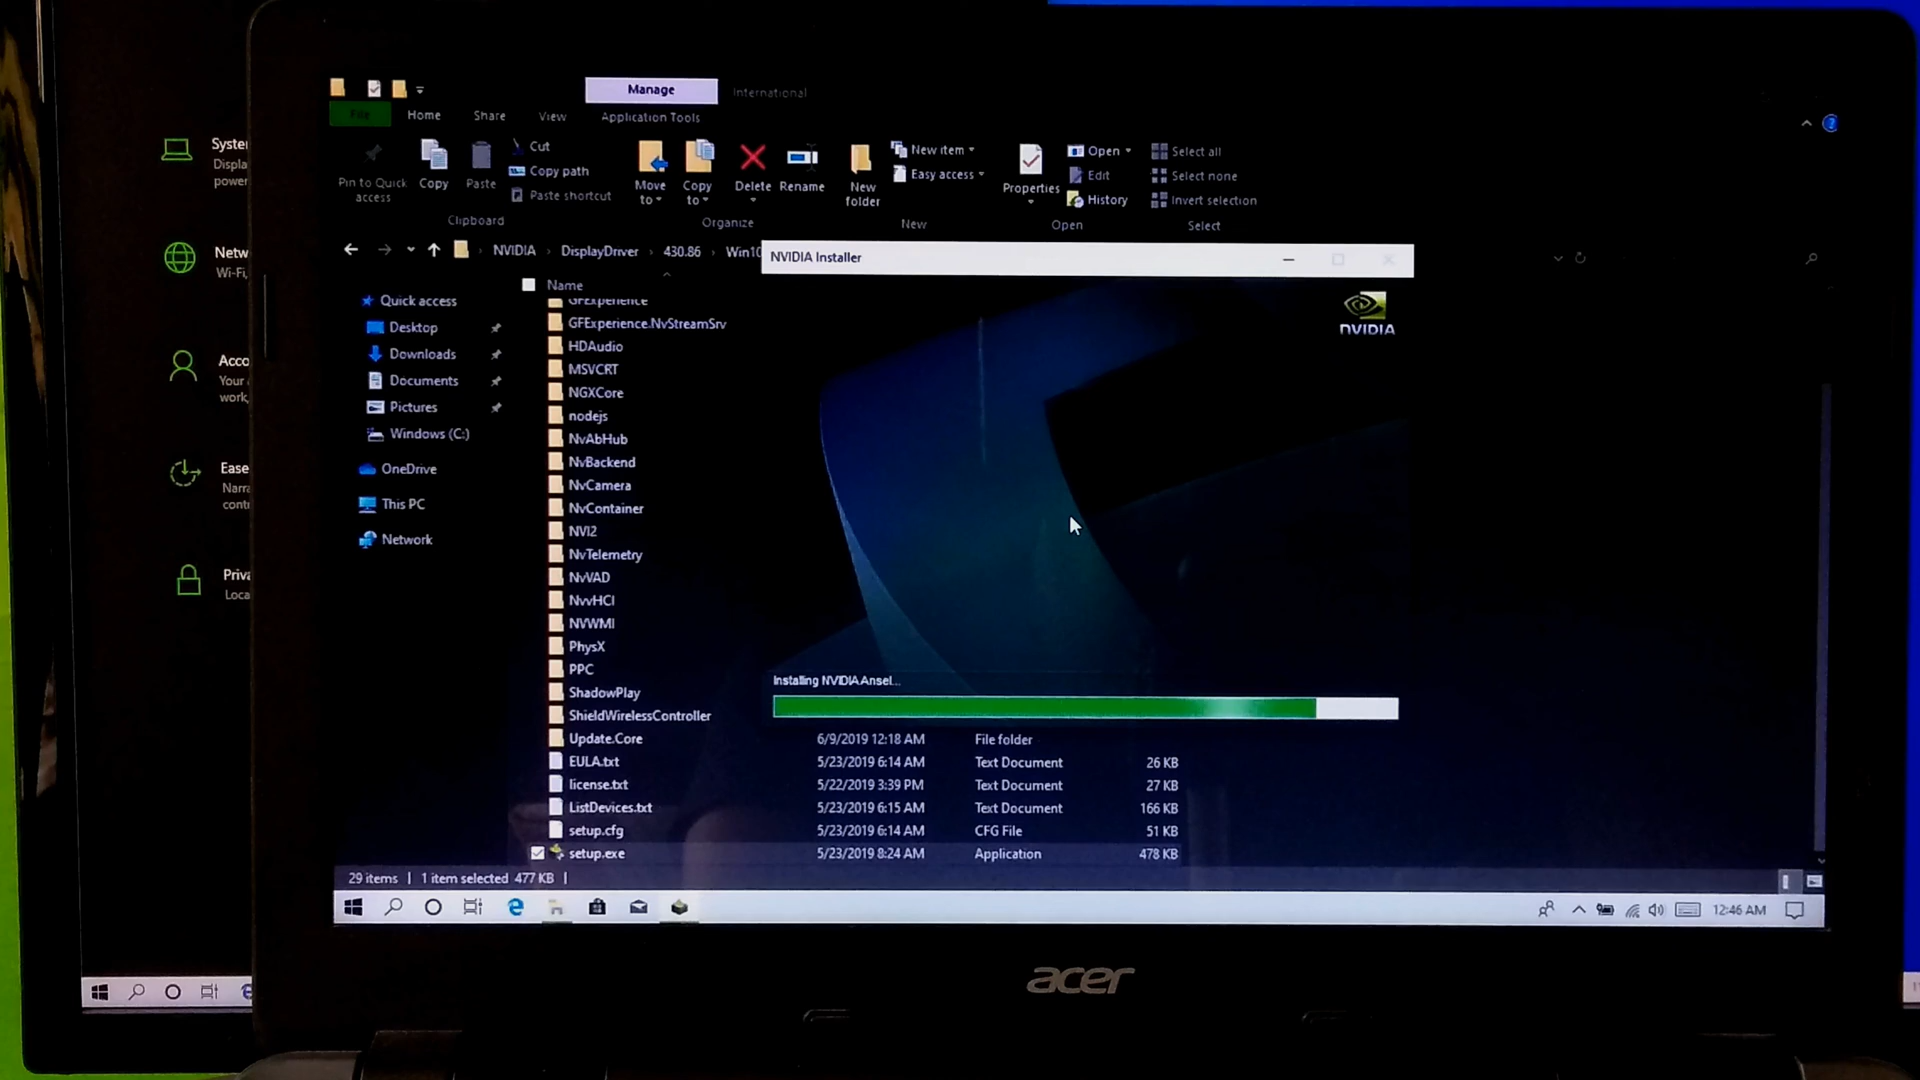 Manage
International
File
Home
Share
View
Application Tools
Pin to Quick access
Copy
Paste
Cut
Copy path
Paste shortcut
Clipboard
Move to
Copy to
Delete
Rename
Organize
New folder
New item
Easy access
New
Properties
Open
Edit
History
Open
Select all
Select none
Invert selection
Select
NVIDIA
DisplayDriver
430.86
Win10
NVIDIA Installer
NVIDIA
Name
Quick access
Desktop
Downloads
Documents
Pictures
Windows (C:)
OneDrive
This PC
Network
GFExperience
GFExperience.NvStreamSrv
HDAudio
MSVCRT
NGXCore
nodejs
NvAbHub
NvBackend
NvCamera
NvContainer
NVI2
NvTelemetry
NvVAD
NvvHCI
NVWMI
PhysX
PPC
ShadowPlay
ShieldWirelessController
Installing NVIDIA Ansel...
Update.Core 6/9/2019 12:18 AM File folder
EULA.txt 5/23/2019 6:14 AM Text Document 26 KB
license.txt 5/22/2019 3:39 PM Text Document 27 KB
ListDevices.txt 5/23/2019 6:15 AM Text Document 166 KB
setup.cfg 5/23/2019 6:14 AM CFG File 51 KB
setup.exe 5/23/2019 8:24 AM Application 478 KB
29 items | 1 item selected 477 KB |
12:46 AM
acer
Syste
Displa
power
Netw
Wi-Fi,
Acco
Your
work,
Ease
Narra
cont
Priva
Loca